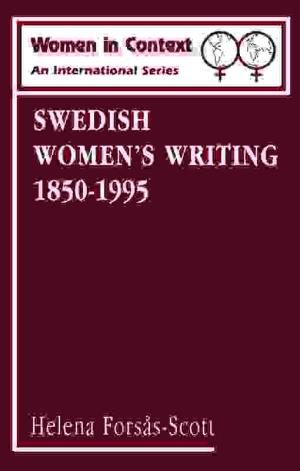 Women in Context
An International Series
SWEDISH
WOMEN'S WRITING
1850-1995
Helena Forsås-Scott